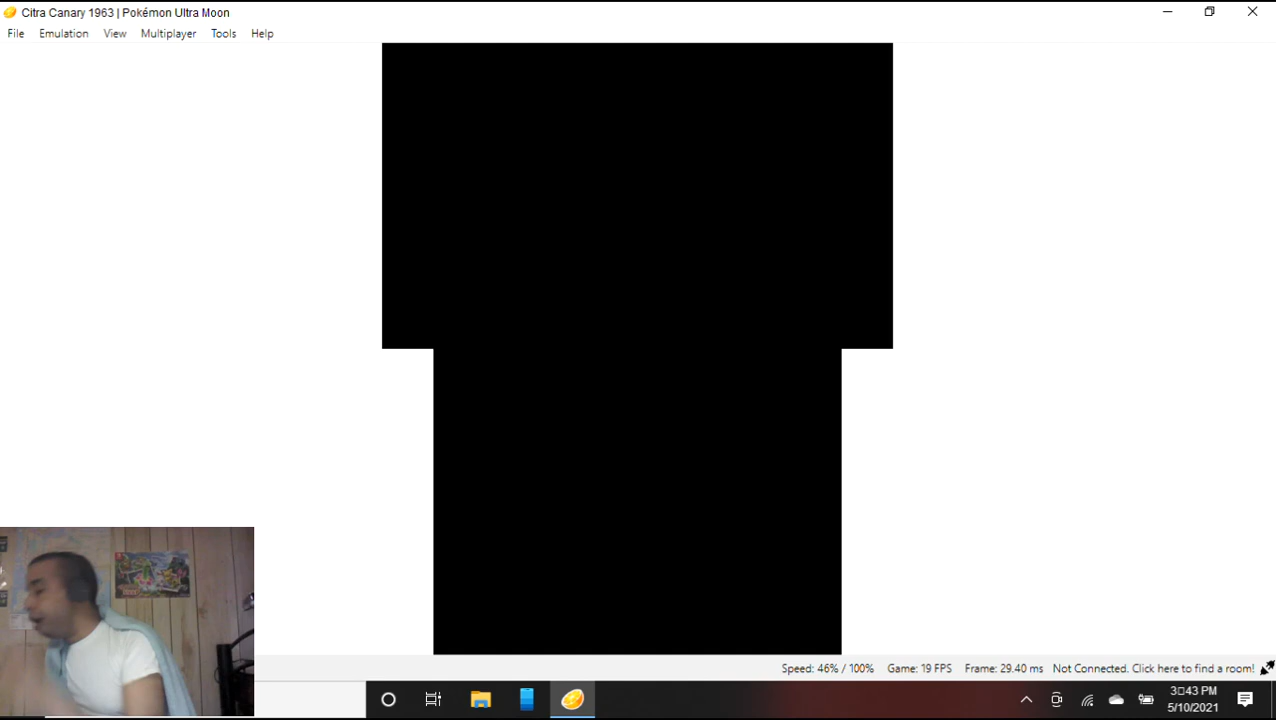 Citra Canary 1963 | Pokémon Ultra Moon
File Emulation View Multiplayer Tools Help
Speed: 46% / 100% Game: 19 FPS Frame: 29.40 ms Not Connected. Click here to find a room!
3▯43 PM
5/10/2021